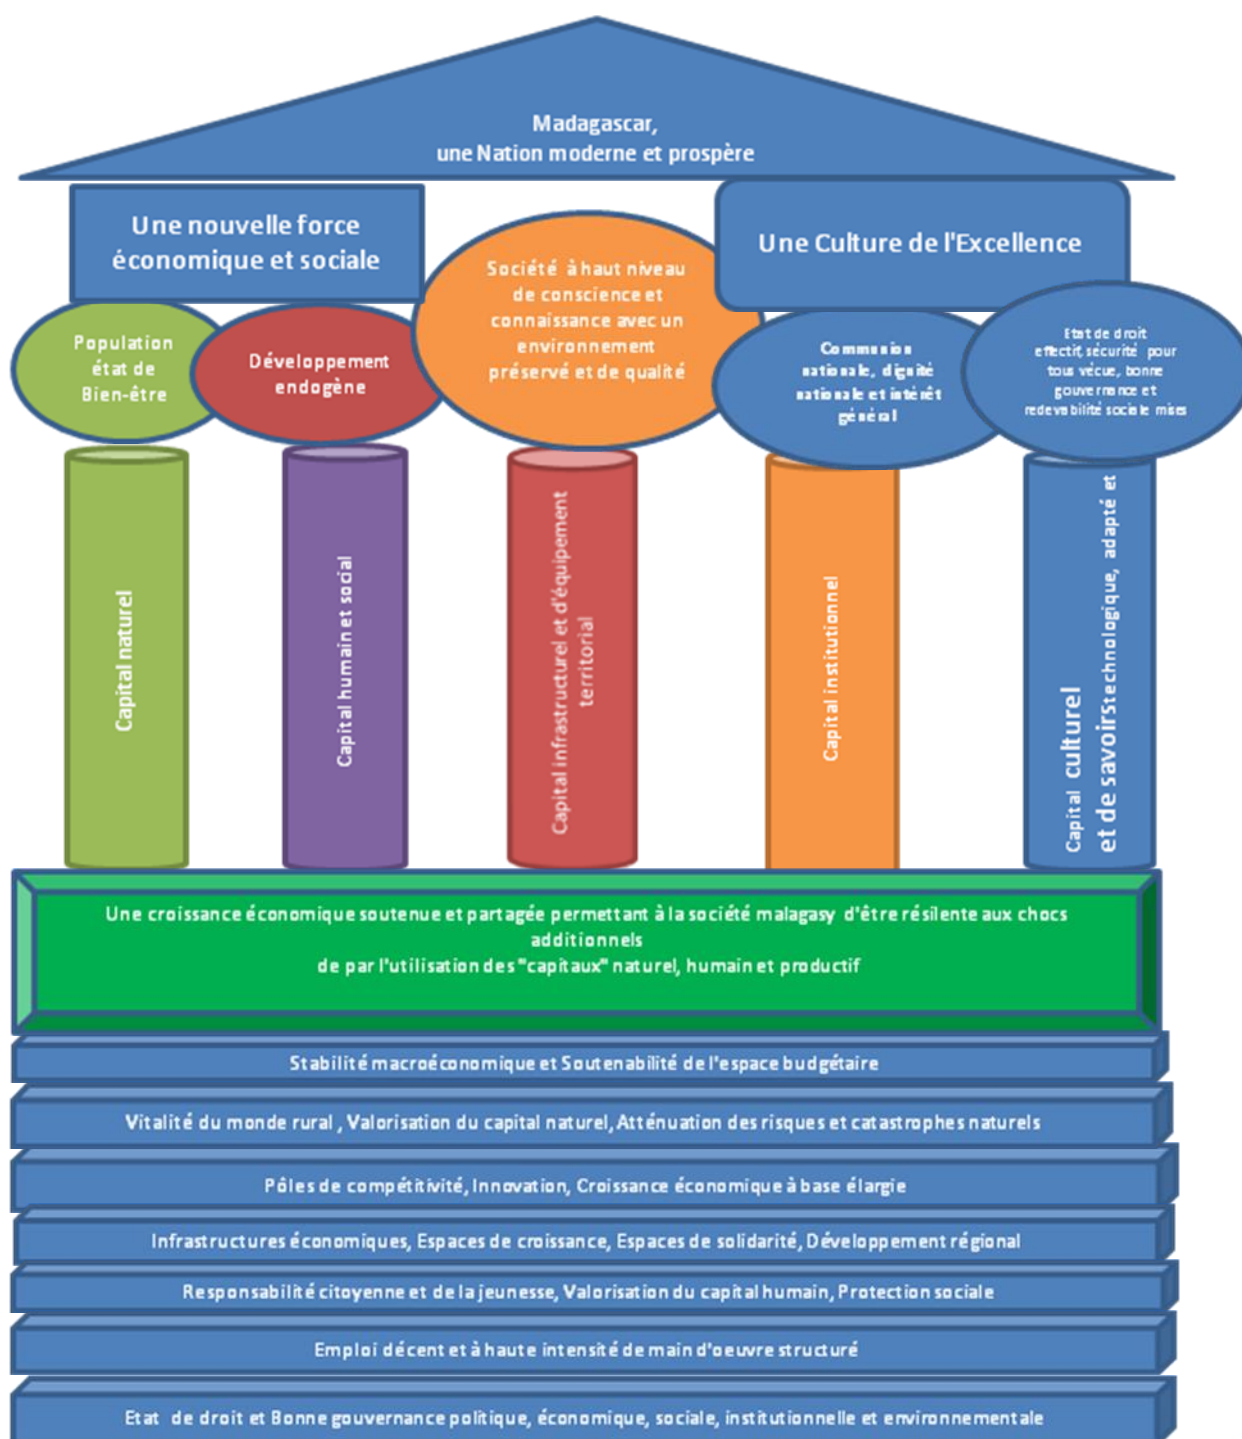 Madagascar,
une Nation moderne et prospère
Une nouvelle force
économique et sociale
Une Culture de l'Excellence
Société à haut niveau
de conscience et
connaissance avec un
environnement
préservé et de qualité
Population
état de
Bien-être
Développement
endogène
Communion
nationale, dignité
nationale et intérêt
général
Etat de droit
effectif, sécurité pour
tous vécue, bonne
gouvernance et
redevabilité sociale mises
Capital naturel
Capital humain et social
Capital infrastructurel et d'équipement
territorial
Capital institutionnel
Capital culturel
et de savoirs technologique, adapté et
Une croissance économique soutenue et partagée permettant à la société malagasy d'être résilente aux chocs
additionnels
de par l'utilisation des "capitaux" naturel, humain et productif
Stabilité macroéconomique et Soutenabilité de l'espace budgétaire
Vitalité du monde rural , Valorisation du capital naturel, Atténuation des risques et catastrophes naturels
Pôles de compétitivité, Innovation, Croissance économique à base élargie
Infrastructures économiques, Espaces de croissance, Espaces de solidarité, Développement régional
Responsabilité citoyenne et de la jeunesse, Valorisation du capital humain, Protection sociale
Emploi décent et à haute intensité de main d'oeuvre structuré
Etat de droit et Bonne gouvernance politique, économique, sociale, institutionnelle et environnementale